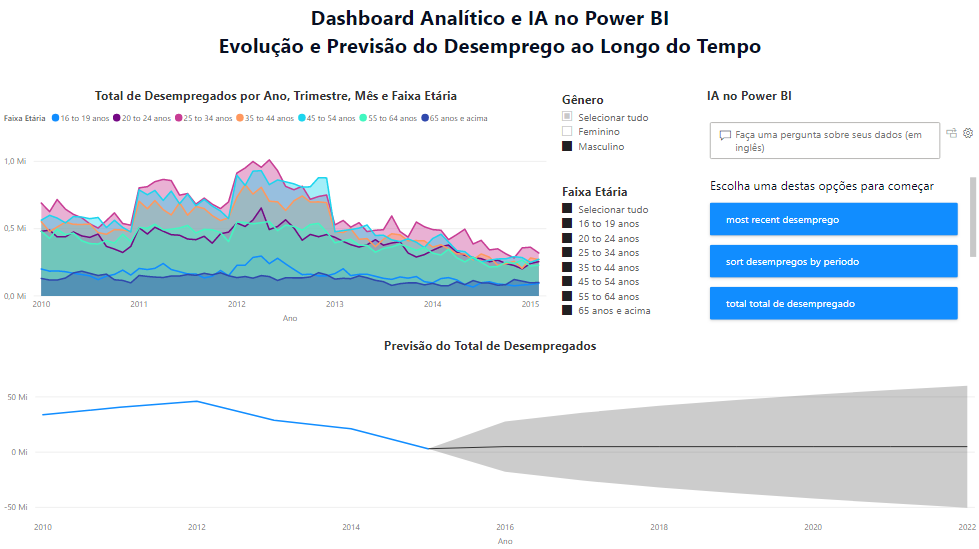 Dashboard Analítico e IA no Power BI
Evolução e Previsão do Desemprego ao Longo do Tempo
Total de Desempregados por Ano, Trimestre, Mês e Faixa Etária
Faixa Etária 16 to 19 anos 20 to 24 anos 25 to 34 anos 35 to 44 anos 45 to 54 anos 55 to 64 anos 65 anos e acima
1,0 Mi
0,5 Mi
0,0 Mi
2010 2011 2012 2013 2014 2015
Ano
Gênero
Selecionar tudo
Feminino
Masculino
Faixa Etária
Selecionar tudo
16 to 19 anos
20 to 24 anos
25 to 34 anos
35 to 44 anos
45 to 54 anos
55 to 64 anos
65 anos e acima
IA no Power BI
Faça uma pergunta sobre seus dados (em
inglês)
Escolha uma destas opções para começar
most recent desemprego
sort desempregos by periodo
total total de desempregado
Previsão do Total de Desempregados
50 Mi
0 Mi
-50 Mi
2010 2012 2014 2016 2018 2020 2022
Ano